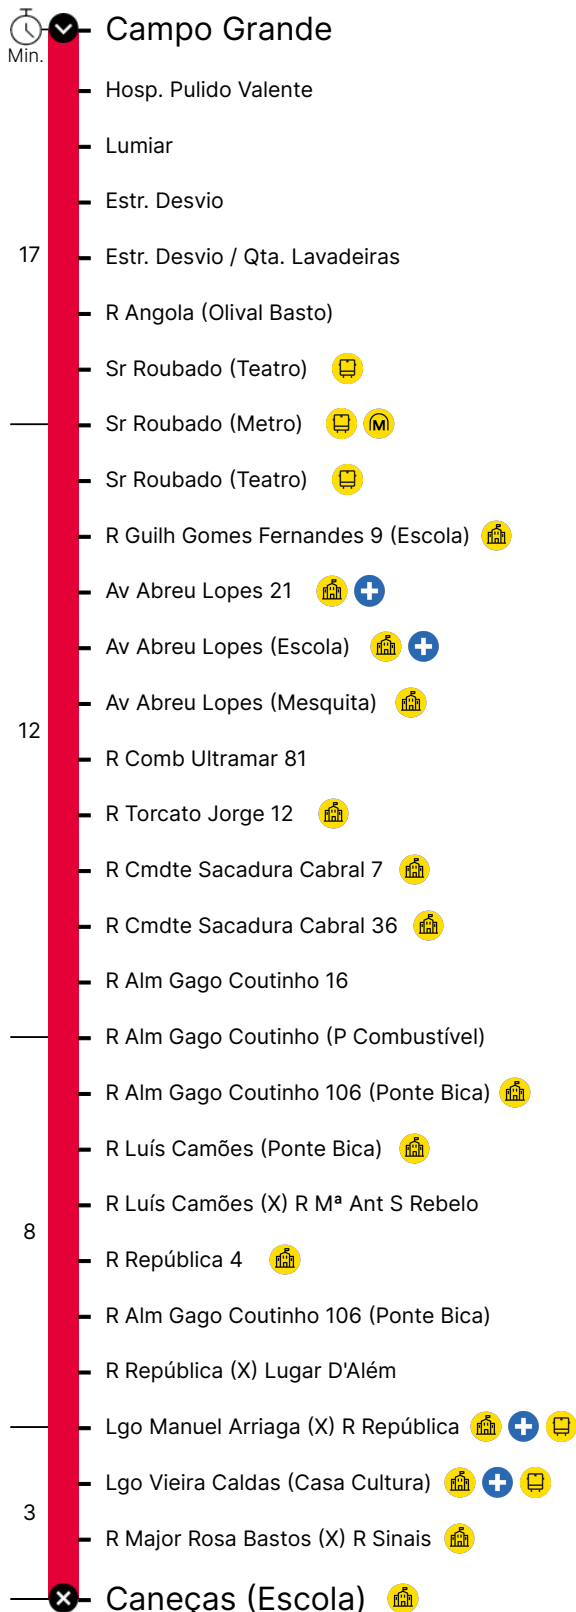 Campo Grande
Min.
Hosp. Pulido Valente
Lumiar
Estr. Desvio
17
Estr. Desvio / Qta. Lavadeiras
R Angola (Olival Basto)
Sr Roubado (Teatro)
Sr Roubado (Metro) M
Sr Roubado (Teatro)
R Guilh Gomes Fernandes 9 (Escola)
Av Abreu Lopes 21
Av Abreu Lopes (Escola)
Av Abreu Lopes (Mesquita)
12
R Comb Ultramar 81
R Torcato Jorge 12
R Cmdte Sacadura Cabral 7
R Cmdte Sacadura Cabral 36
R Alm Gago Coutinho 16
R Alm Gago Coutinho (P Combustível)
R Alm Gago Coutinho 106 (Ponte Bica)
R Luís Camões (Ponte Bica)
R Luís Camões (X) R Mª Ant S Rebelo
8
R República 4
R Alm Gago Coutinho 106 (Ponte Bica)
R República (X) Lugar D'Além
Lgo Manuel Arriaga (X) R República
Lgo Vieira Caldas (Casa Cultura)
3
R Major Rosa Bastos (X) R Sinais
Caneças (Escola)